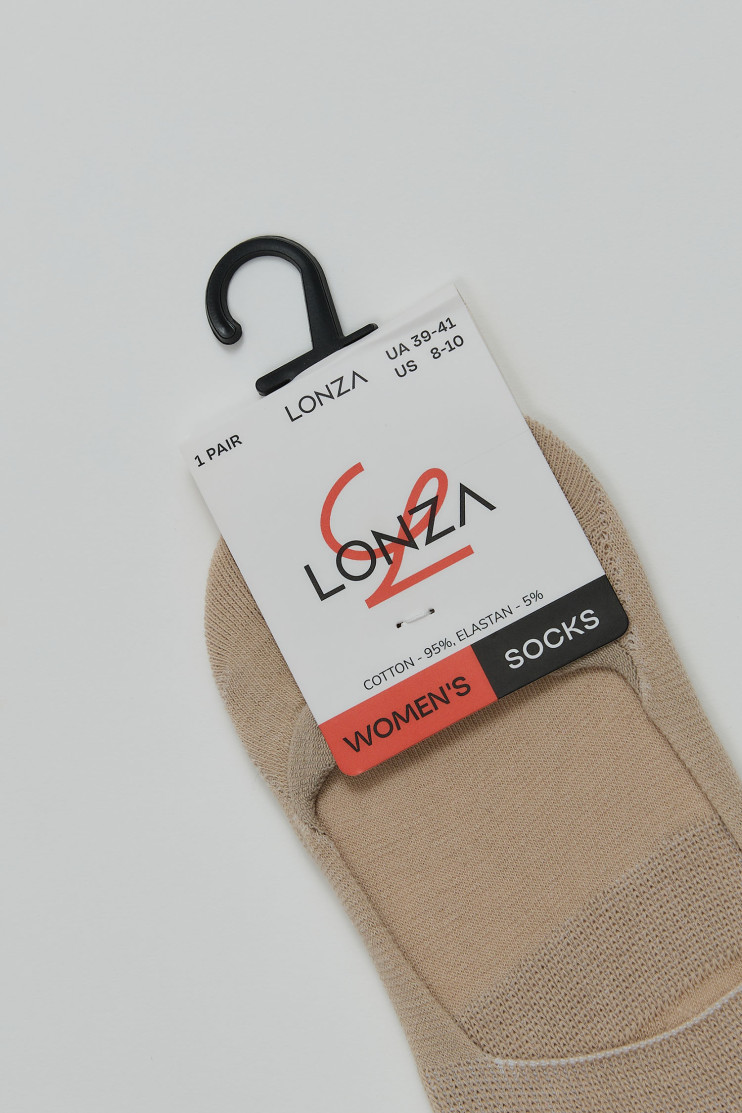 1 PAIR
LONZA
UA 39-41
US 8-10
LONZA
COTTON - 95%, ELASTAN - 5%
WOMEN'S
SOCKS